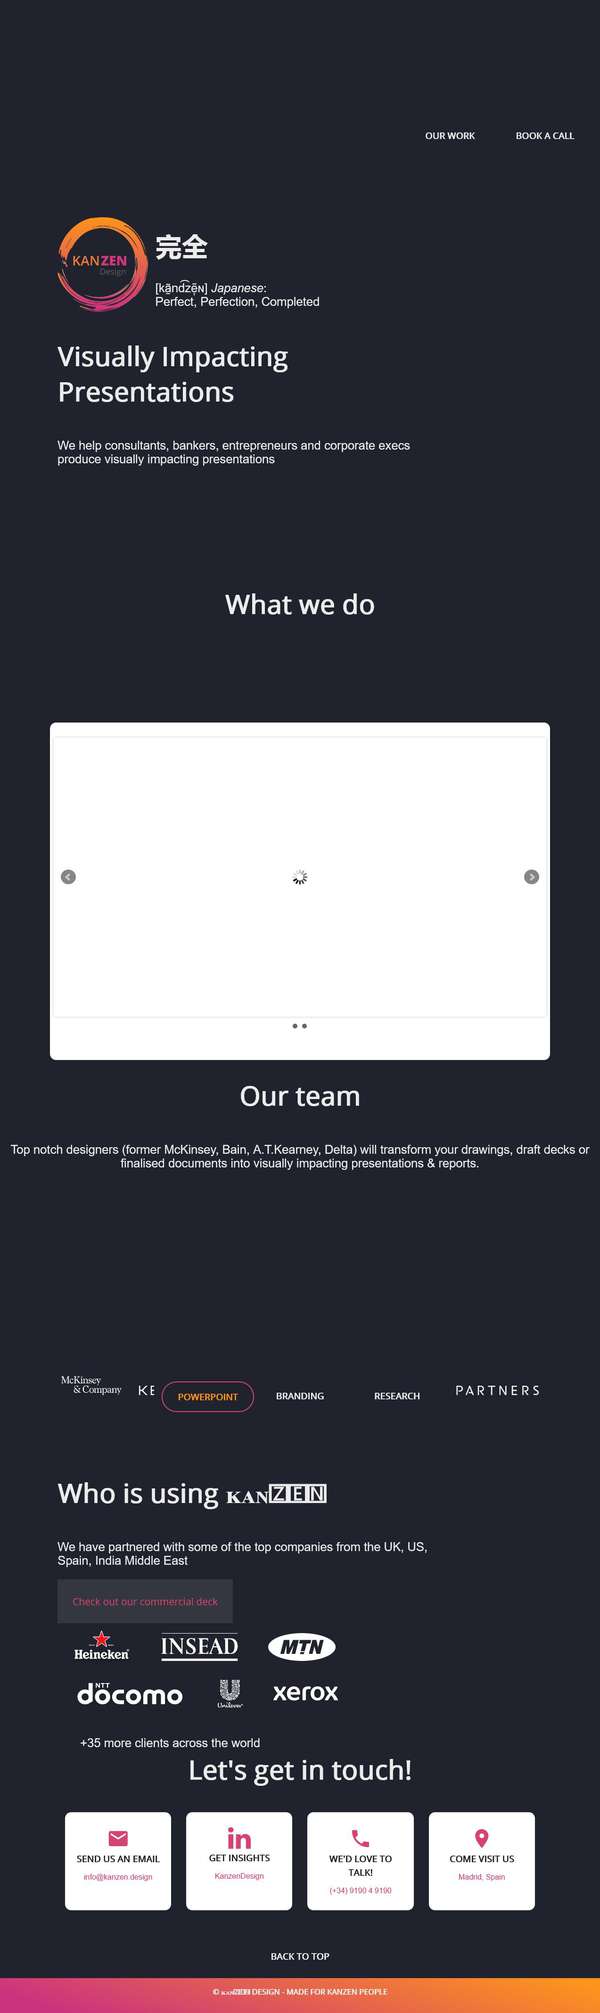 OUR WORK BOOK A CALL
KANZEN
Design
完全
[kä̃nd͡zẽ̞ɴ] Japanese:
Perfect, Perfection, Completed
Visually Impacting
Presentations
We help consultants, bankers, entrepreneurs and corporate execs
produce visually impacting presentations
What we do
Our team
Top notch designers (former McKinsey, Bain, A.T.Kearney, Delta) will transform your drawings, draft decks or
finalised documents into visually impacting presentations & reports.
McKinsey
& Company
KE POWERPOINT BRANDING RESEARCH PARTNERS
Who is using ᴋᴀɴ🅉🄴🄽
We have partnered with some of the top companies from the UK, US,
Spain, India Middle East
Check out our commercial deck
Heineken INSEAD MTN
NTT
docomo Unilever xerox
+35 more clients across the world
Let's get in touch!
SEND US AN EMAIL
info@kanzen.design
GET INSIGHTS
KanzenDesign
WE'D LOVE TO
TALK!
(+34) 9190 4 9190
COME VISIT US
Madrid, Spain
BACK TO TOP
© ᴋᴀɴ🅉🄴🄽 DESIGN - MADE FOR KANZEN PEOPLE